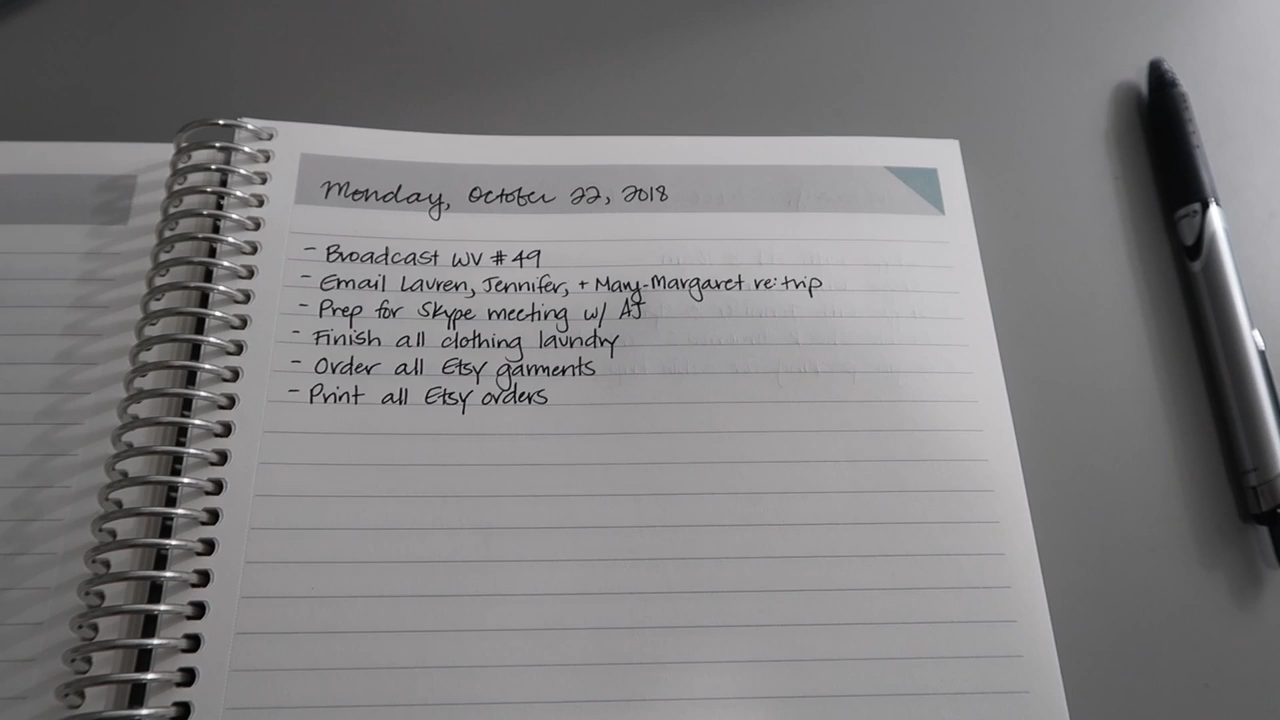 Monday, October 22, 2018
- Broadcast WV #49
- Email Lauren, Jennifer, + Mary-Margaret re: trip
- Prep for Skype meeting w/ AJ
- Finish all clothing laundry
- Order all Etsy garments
- Print all Etsy orders